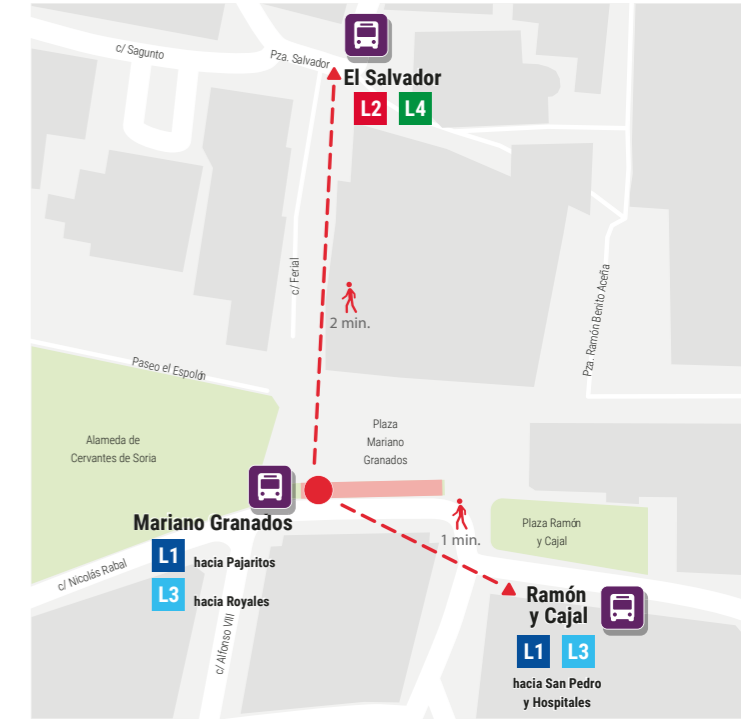 c/ Sagunto
Pza. Salvador
El Salvador
L2 L4
c/ Ferial
2 min.
Pza. Ramón Benito Aceña
Paseo el Espolón
Alameda de
Cervantes de Soria
Plaza
Mariano
Granados
Mariano Granados
L1 hacia Pajaritos
L3 hacia Royales
1 min.
Plaza Ramón
y Cajal
c/ Nicolás Rabal
c/ Alfonso VIII
Ramón
y Cajal
L1 L3
hacia San Pedro
y Hospitales